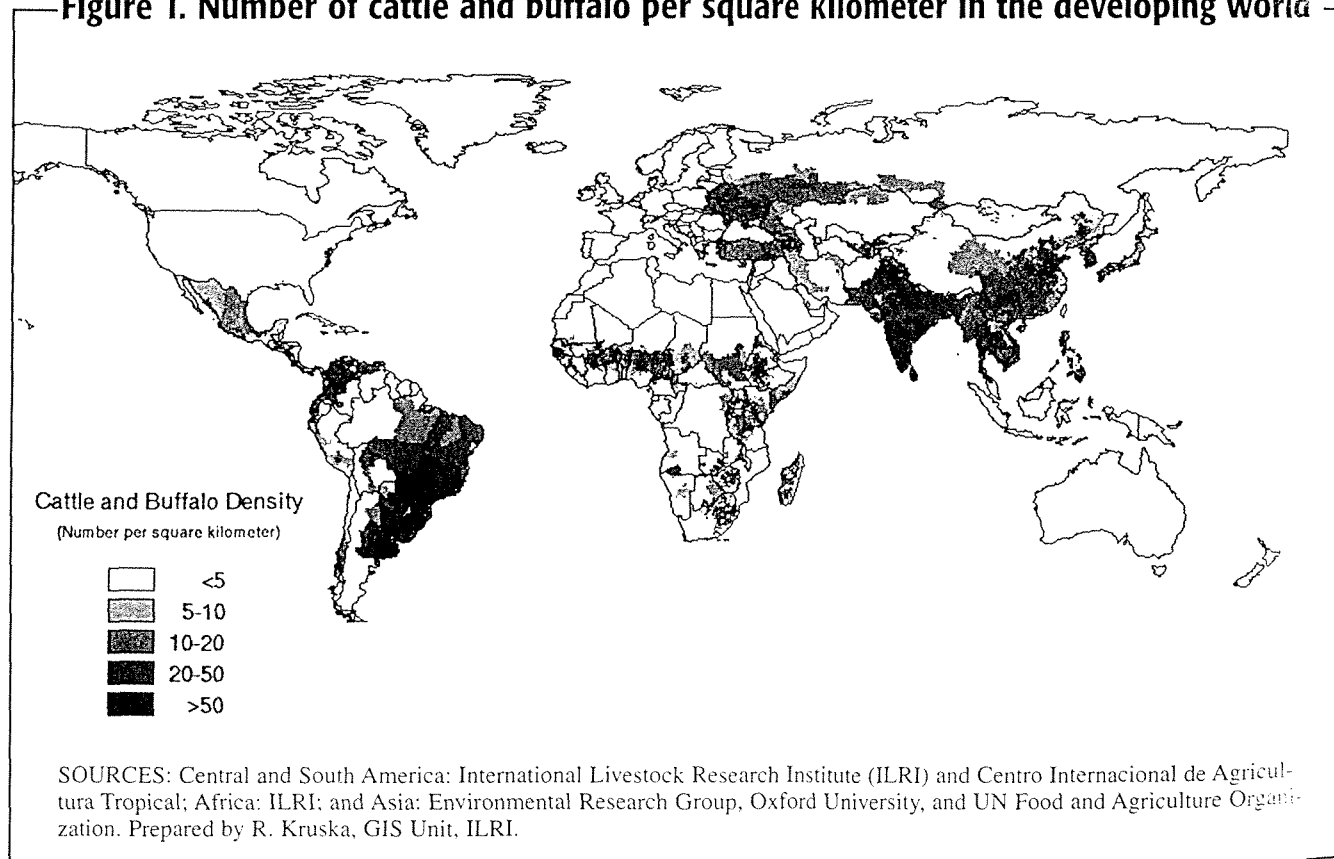 Figure 1. Number of cattle and buffalo per square kilometer in the developing world
Cattle and Buffalo Density
(Number per square kilometer)
<5
5-10
10-20
20-50
>50
SOURCES: Central and South America: International Livestock Research Institute (ILRI) and Centro Internacional de Agricul-
tura Tropical; Africa: ILRI; and Asia: Environmental Research Group, Oxford University, and UN Food and Agriculture Organi-
zation. Prepared by R. Kruska, GIS Unit, ILRI.